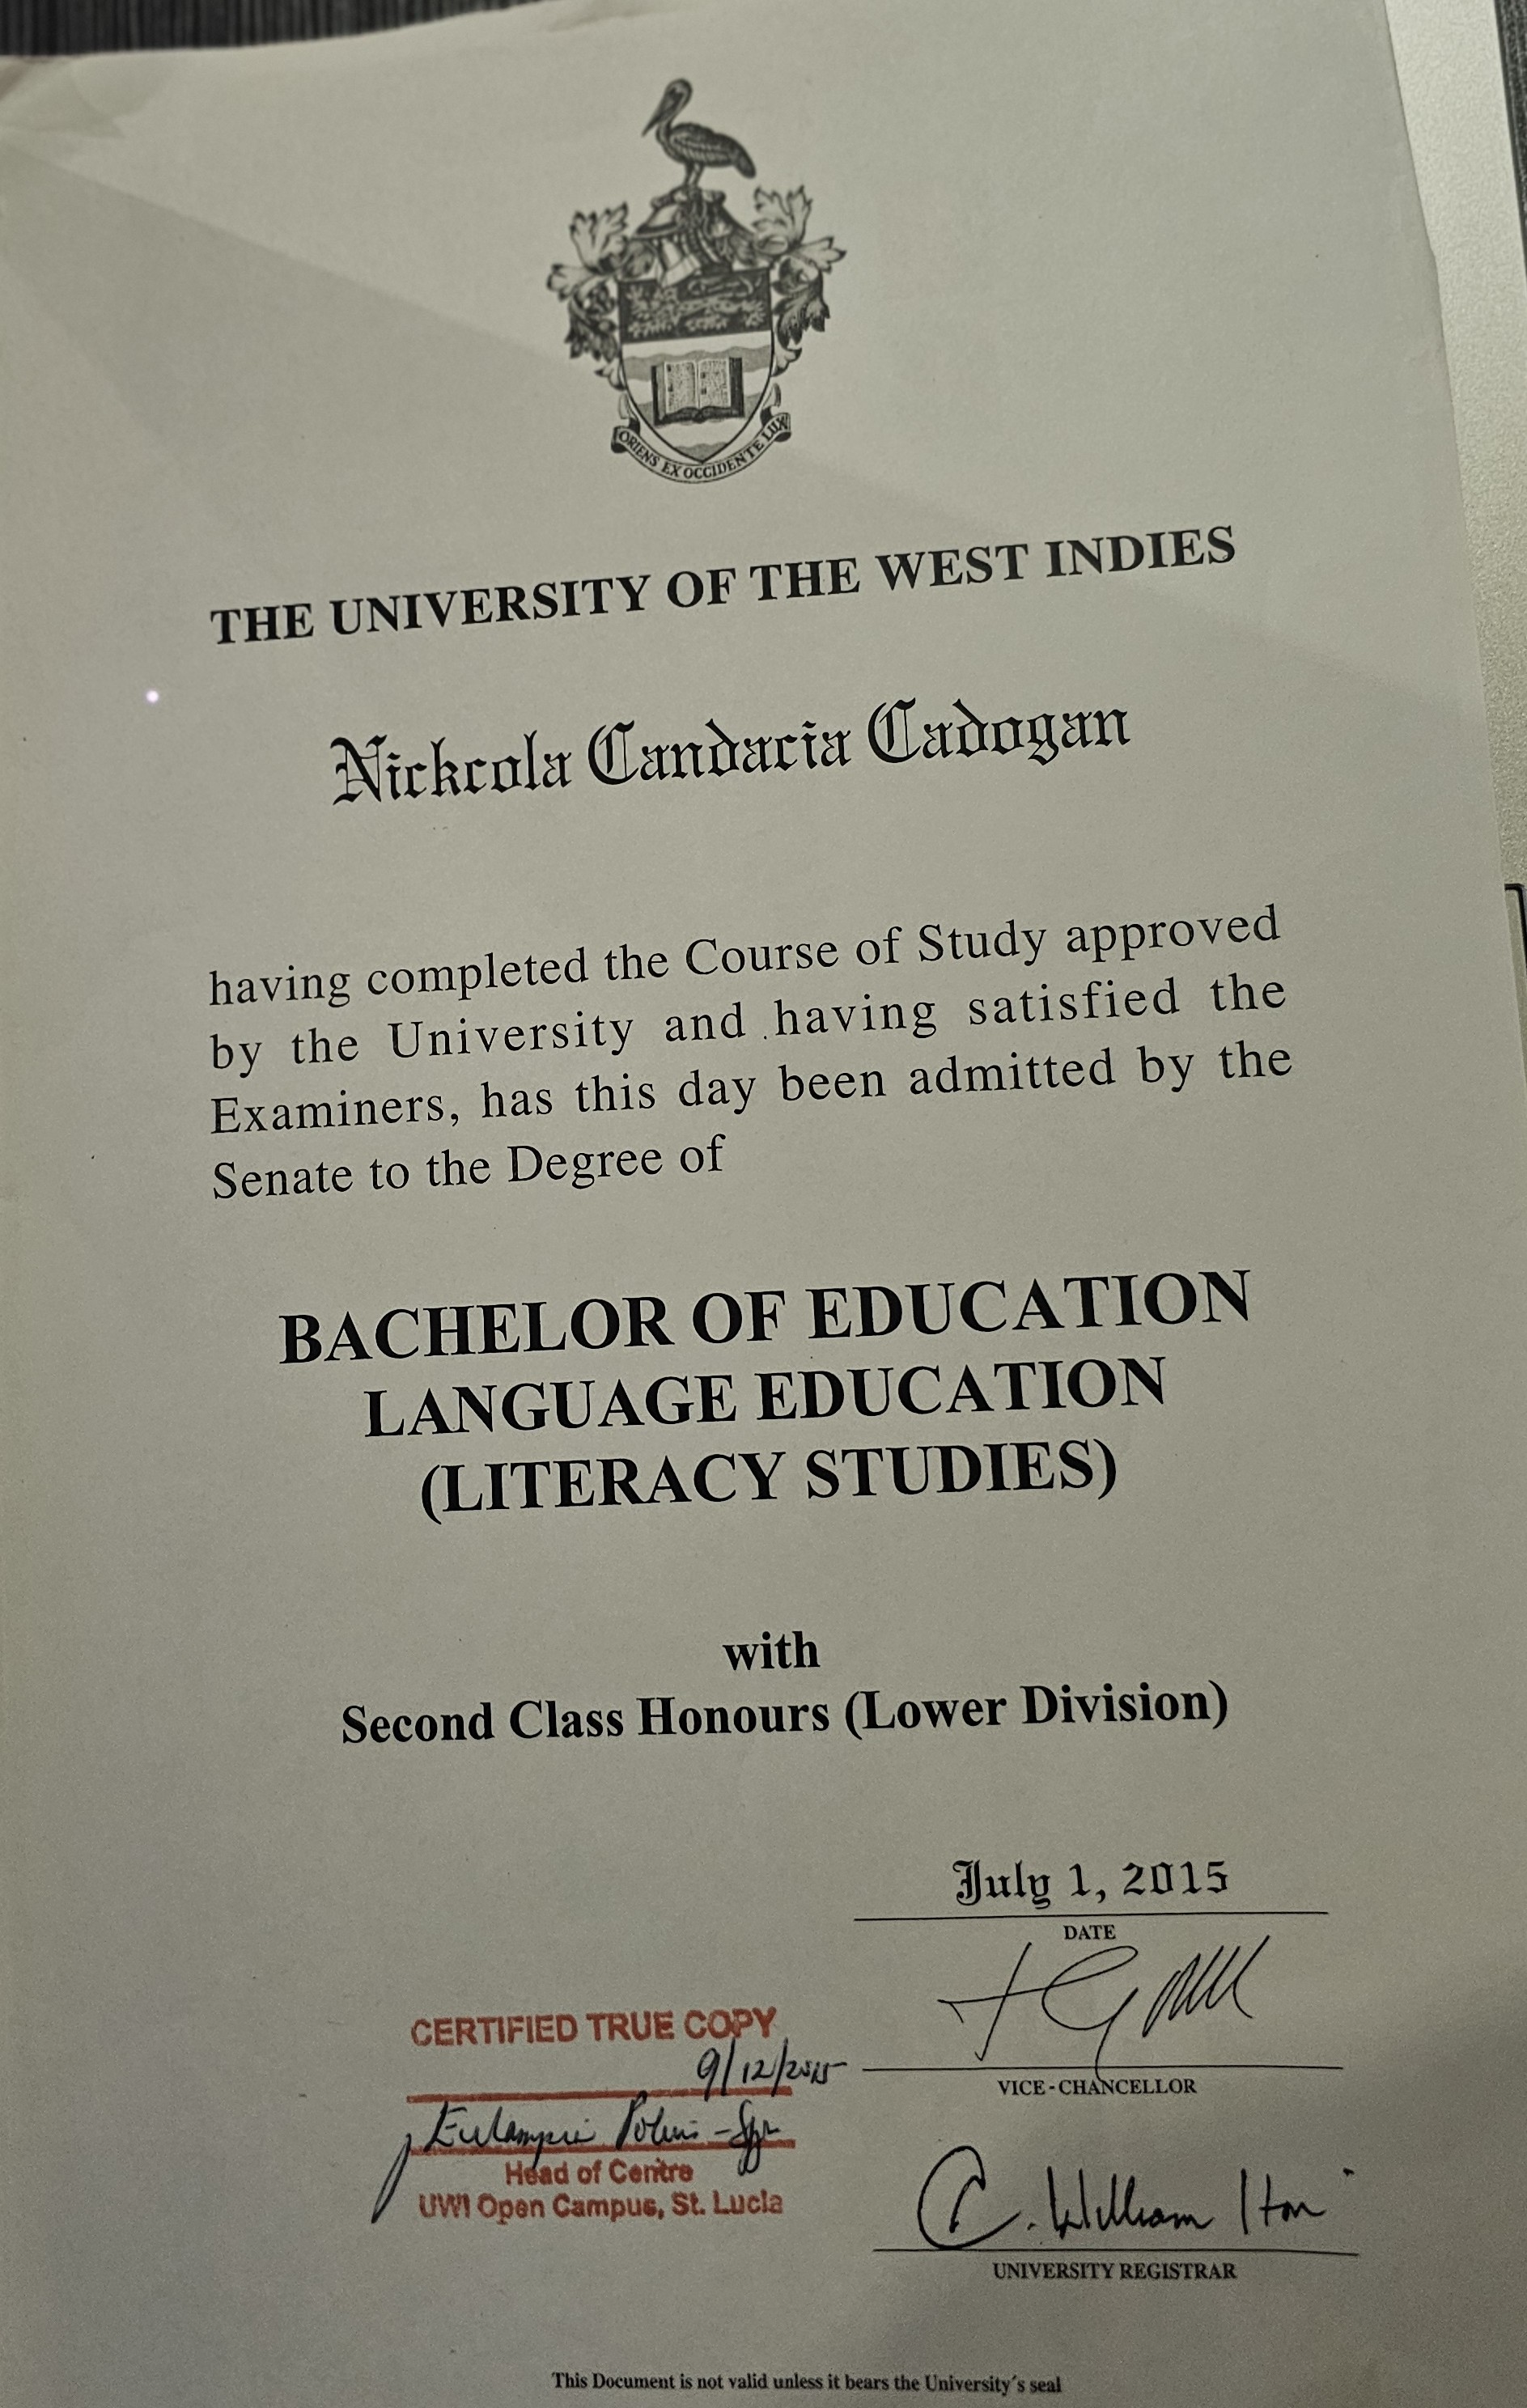 ORIENS EX OCCIDENTE LUX
THE UNIVERSITY OF THE WEST INDIES
Nickcola Candacia Cadogan
having completed the Course of Study approved
by the University and having satisfied the
Examiners, has this day been admitted by the
Senate to the Degree of
BACHELOR OF EDUCATION
LANGUAGE EDUCATION
(LITERACY STUDIES)
with
Second Class Honours (Lower Division)
July 1, 2015
DATE
VICE-CHANCELLOR
CERTIFIED TRUE COPY
9/12/2015
Head of Centre
UWI Open Campus, St. Lucia
C. William Iton
UNIVERSITY REGISTRAR
This Document is not valid unless it bears the University's seal